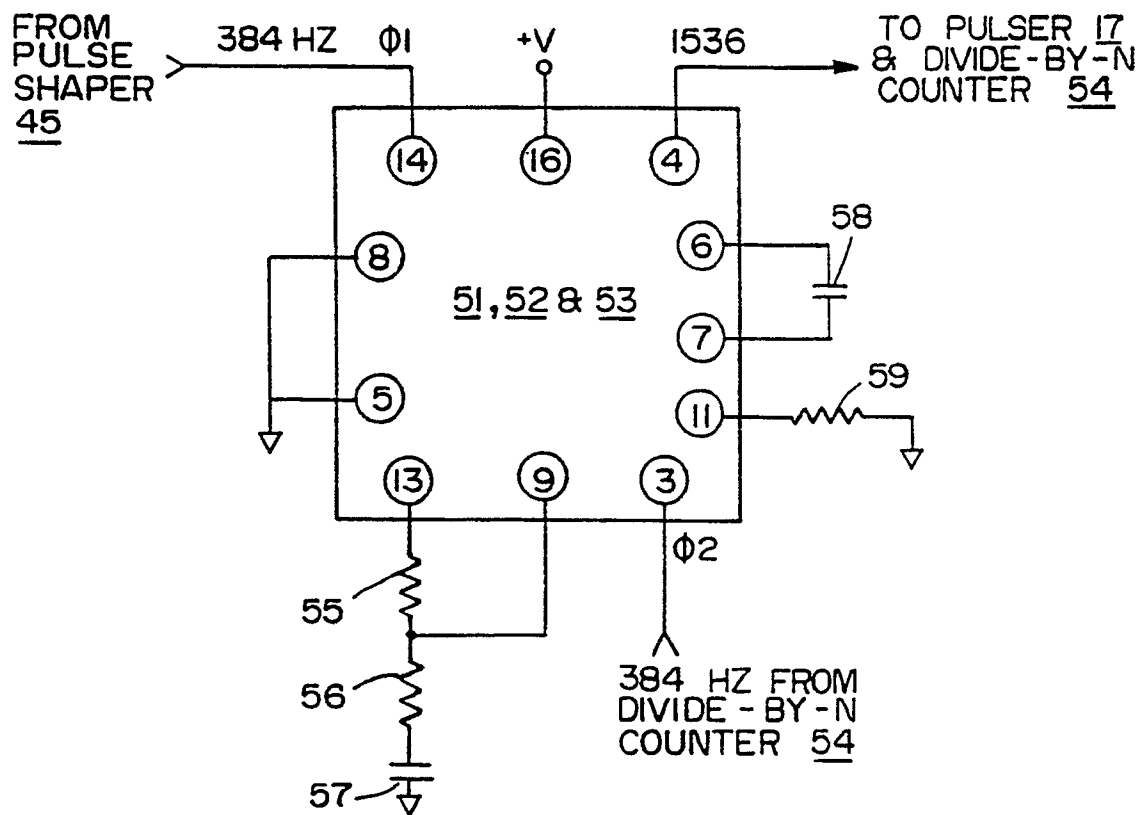 FROM
PULSE
SHAPER
45
384 HZ Φ1
+V
1536
TO PULSER 17
& DIVIDE-BY-N
COUNTER 54
14
16
4
8
6
58
51, 52 & 53
7
5
11
59
13
9
3
Φ2
55
56
57
384 HZ FROM
DIVIDE-BY-N
COUNTER 54